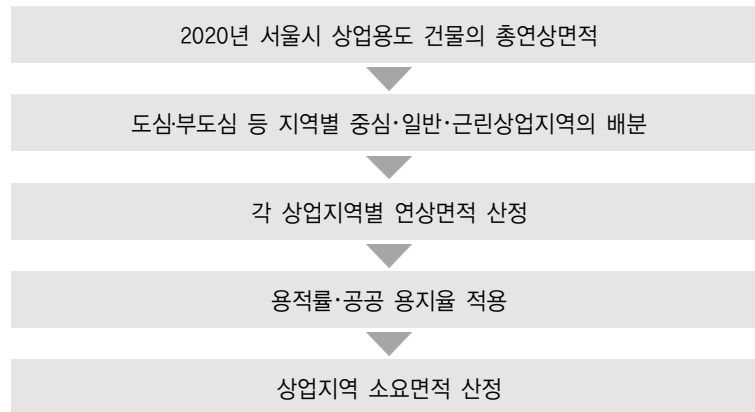 2020년 서울시 상업용도 건물의 총연상면적
도심·부도심 등 지역별 중심·일반·근린상업지역의 배분
각 상업지역별 연상면적 산정
용적률·공공 용지율 적용
상업지역 소요면적 산정